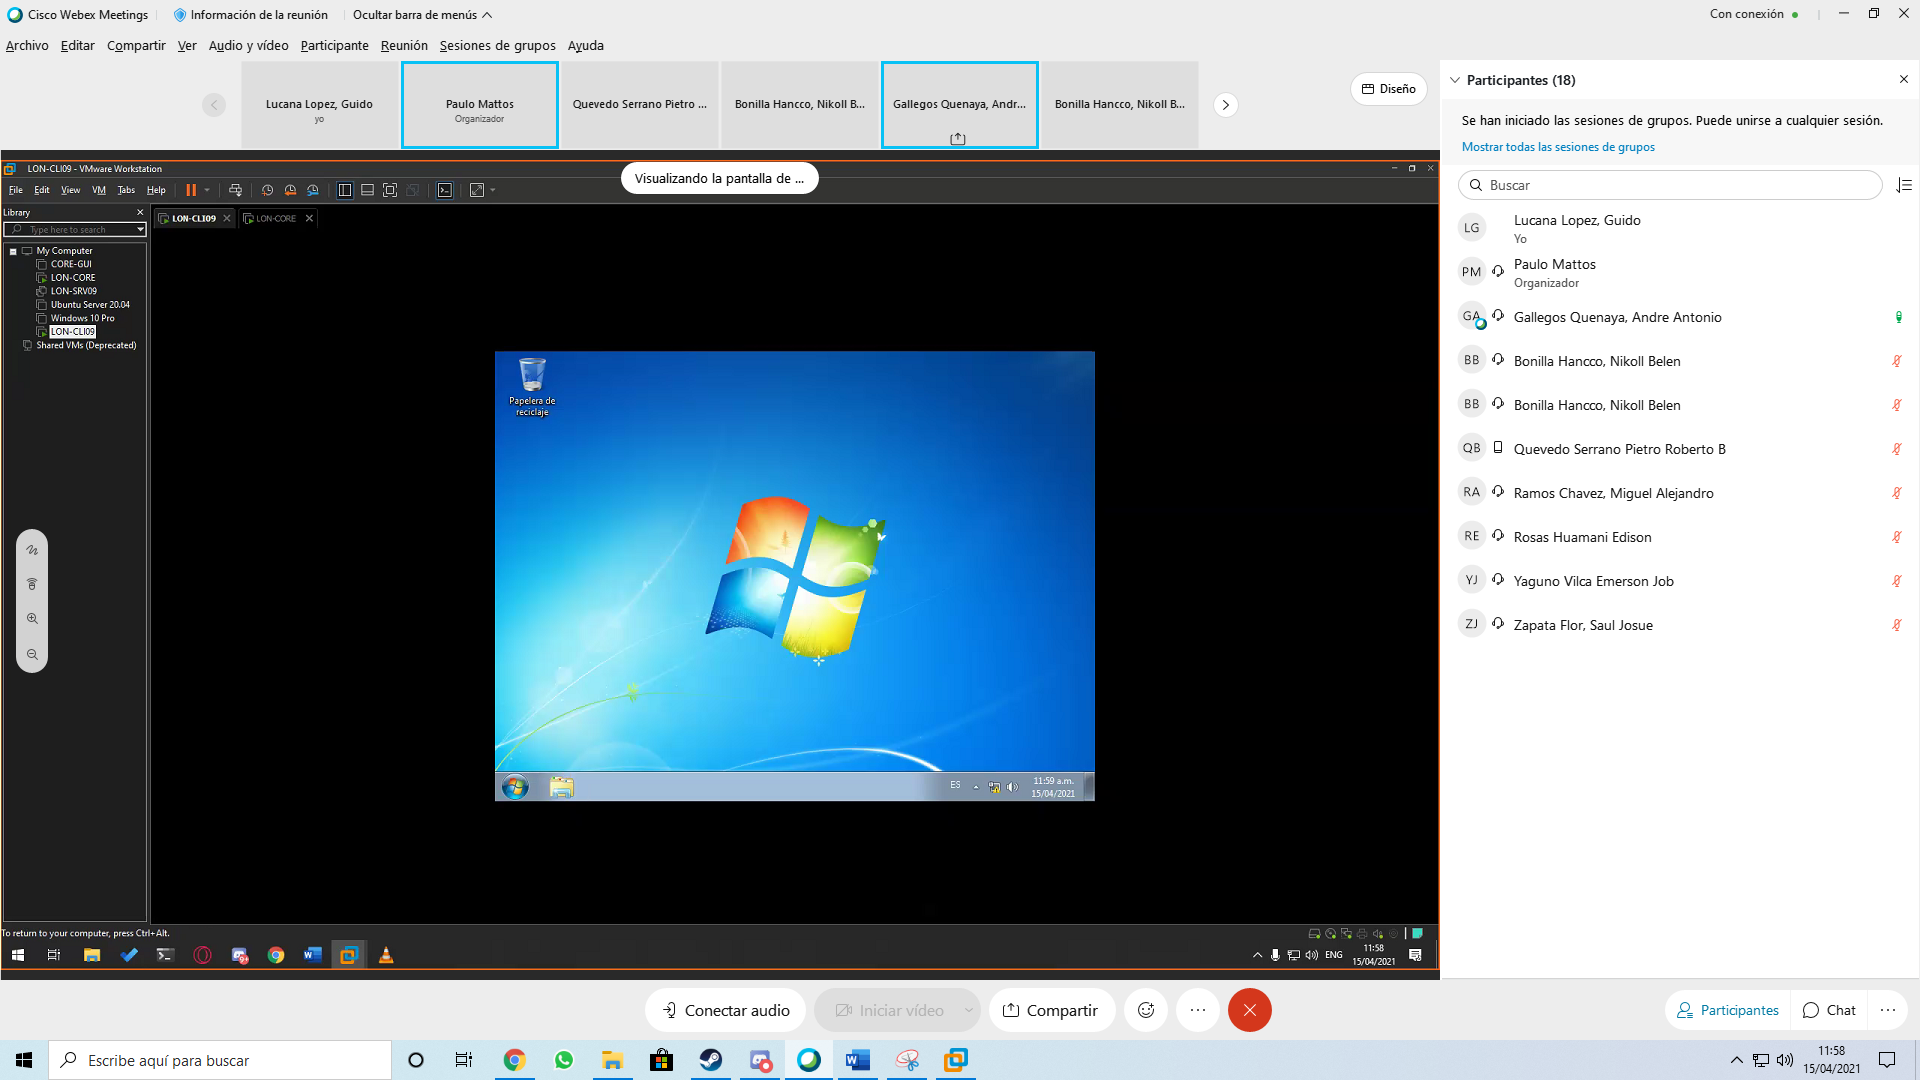 Cisco Webex Meetings
Información de la reunión
Ocultar barra de menús
Con conexión
Archivo Editar Compartir Ver Audio y vídeo Participante Reunión Sesiones de grupos Ayuda
Lucana Lopez, Guido
yo
Paulo Mattos
Organizador
Quevedo Serrano Pietro ...
Bonilla Hancco, Nikoll B...
Gallegos Quenaya, Andr...
Bonilla Hancco, Nikoll B...
Diseño
LON-CLI09 - VMware Workstation
Visualizando la pantalla de ...
File Edit View VM Tabs Help
Library
Type here to search
LON-CLI09
LON-CORE
My Computer
CORE-GUI
LON-CORE
LON-SRV09
Ubuntu Server 20.04
Windows 10 Pro
LON-CLI09
Shared VMs (Deprecated)
Papelera de
reciclaje
ES
11:59 a.m.
15/04/2021
To return to your computer, press Ctrl+Alt.
ENG
11:58
15/04/2021
Participantes (18)
Se han iniciado las sesiones de grupos. Puede unirse a cualquier sesión.
Mostrar todas las sesiones de grupos
Buscar
LG Lucana Lopez, Guido
Yo
PM Paulo Mattos
Organizador
GA Gallegos Quenaya, Andre Antonio
BB Bonilla Hancco, Nikoll Belen
BB Bonilla Hancco, Nikoll Belen
QB Quevedo Serrano Pietro Roberto B
RA Ramos Chavez, Miguel Alejandro
RE Rosas Huamani Edison
YJ Yaguno Vilca Emerson Job
ZJ Zapata Flor, Saul Josue
Conectar audio
Iniciar vídeo
Compartir
Participantes
Chat
Escribe aquí para buscar
11:58
15/04/2021